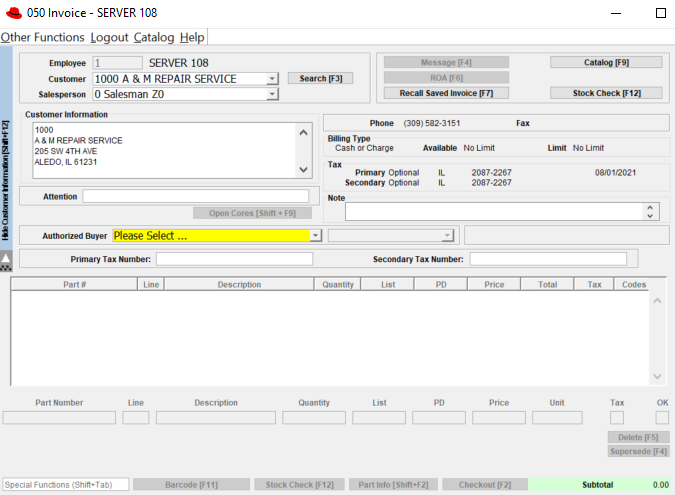 050 Invoice - SERVER 108
Other Functions Logout Catalog Help
Employee 1 SERVER 108
Customer 1000 A & M REPAIR SERVICE Search [F3]
Salesperson 0 Salesman Z0
Message [F4] Catalog [F9]
ROA [F6]
Recall Saved Invoice [F7] Stock Check [F12]
Hide Customer Information [Shift+F12]
Customer Information
1000
A & M REPAIR SERVICE
205 SW 4TH AVE
ALEDO, IL 61231
Attention
Open Cores [Shift + F9]
Phone (309) 582-3151 Fax
Billing Type
Cash or Charge Available No Limit Limit No Limit
Tax
Primary Optional IL 2087-2267 08/01/2021
Secondary Optional IL 2087-2267
Note
Authorized Buyer Please Select ...
Primary Tax Number: Secondary Tax Number:
Part # Line Description Quantity List PD Price Total Tax Codes
Part Number Line Description Quantity List PD Price Unit Tax OK
Delete [F5]
Supersede [F4]
Special Functions (Shift+Tab) Barcode [F11] Stock Check [F12] Part Info [Shift+F2] Checkout [F2] Subtotal 0.00